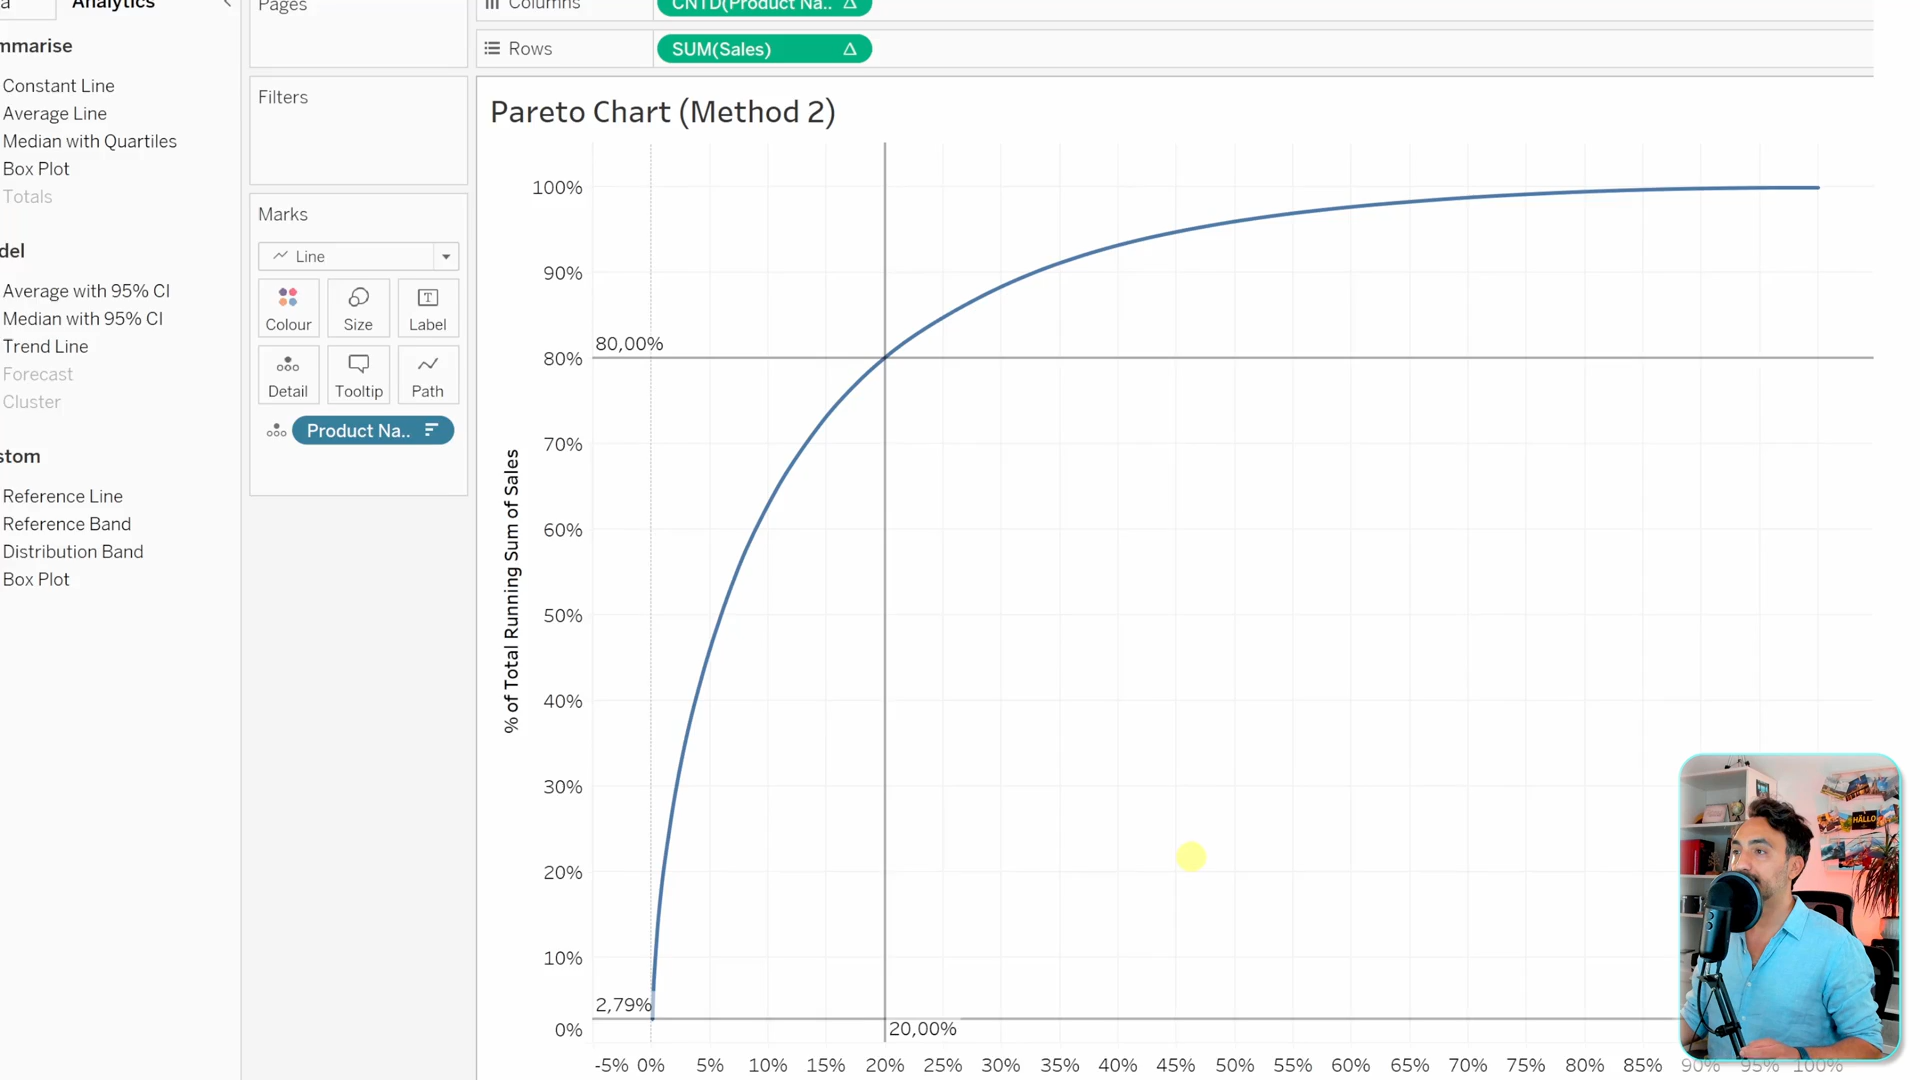 a
Analytics
mmarise
Constant Line
Average Line
Median with Quartiles
Box Plot
Totals
del
Average with 95% CI
Median with 95% CI
Trend Line
Forecast
Cluster
stom
Reference Line
Reference Band
Distribution Band
Box Plot
Pages
Filters
Marks
Line
Colour
Size
Label
Detail
Tooltip
Path
Product Na..
Columns
CNTD(Product Na..
Rows
SUM(Sales)
Pareto Chart (Method 2)
% of Total Running Sum of Sales
100%
90%
80%
70%
60%
50%
40%
30%
20%
10%
0%
80,00%
2,79%
20,00%
-5% 0% 5% 10% 15% 20% 25% 30% 35% 40% 45% 50% 55% 60% 65% 70% 75% 80% 85% 90% 95% 100%
HÄLLO